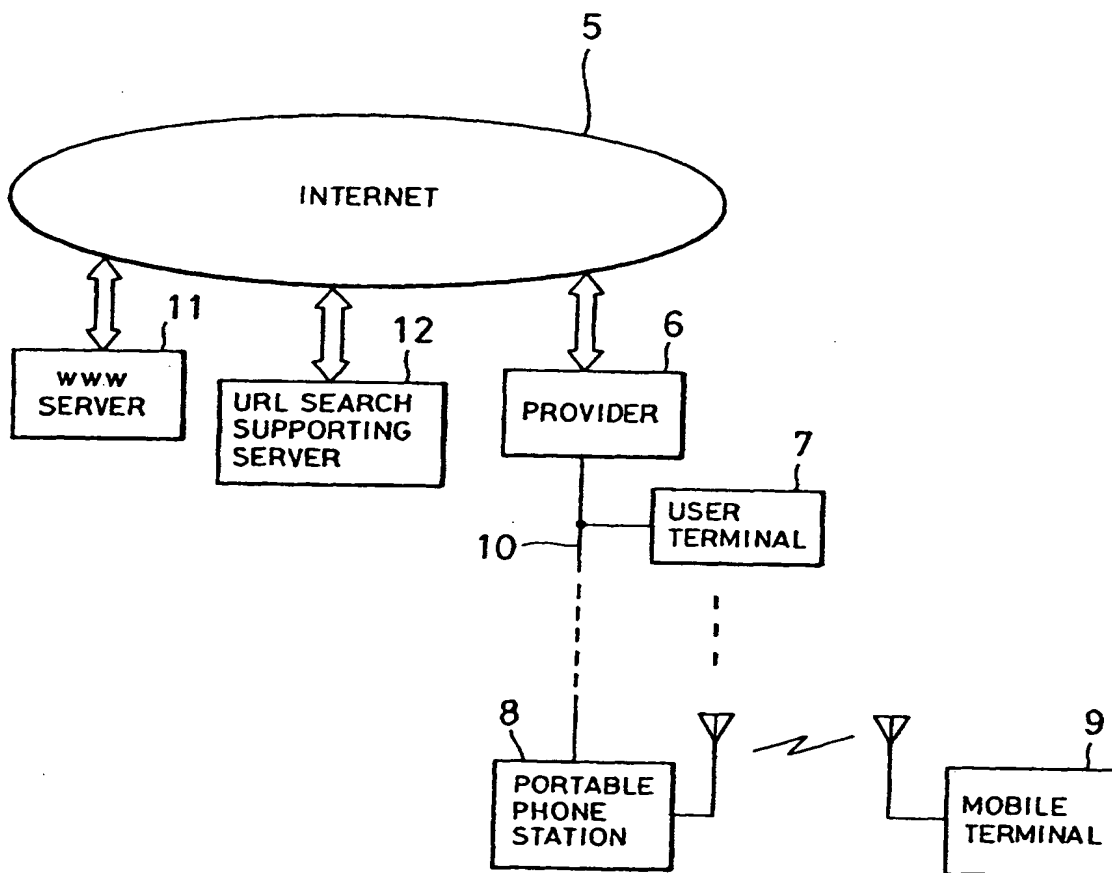 5
INTERNET
11
WWW
SERVER
12
URL SEARCH
SUPPORTING
SERVER
6
PROVIDER
7
USER
TERMINAL
10
8
PORTABLE
PHONE
STATION
9
MOBILE
TERMINAL